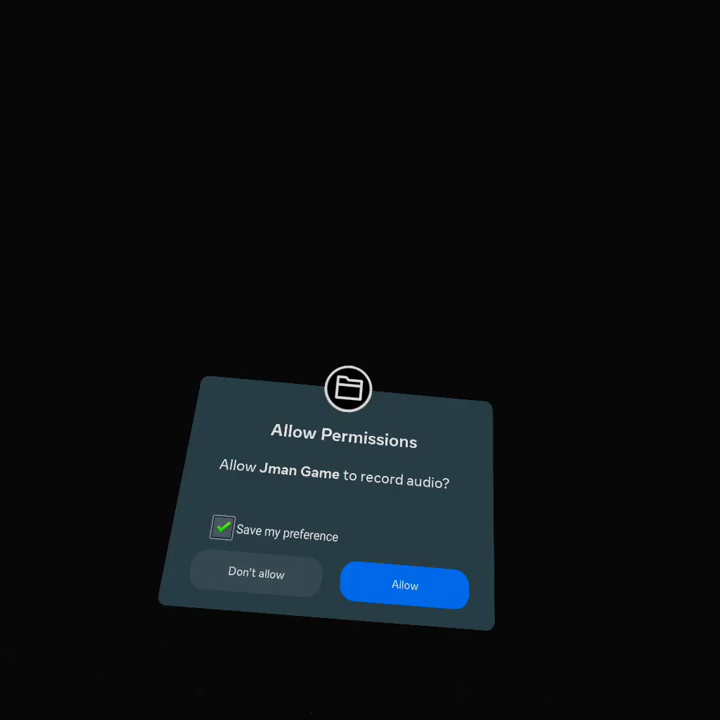 Allow Permissions
Allow Jman Game to record audio?
Save my preference
Don't allow
Allow